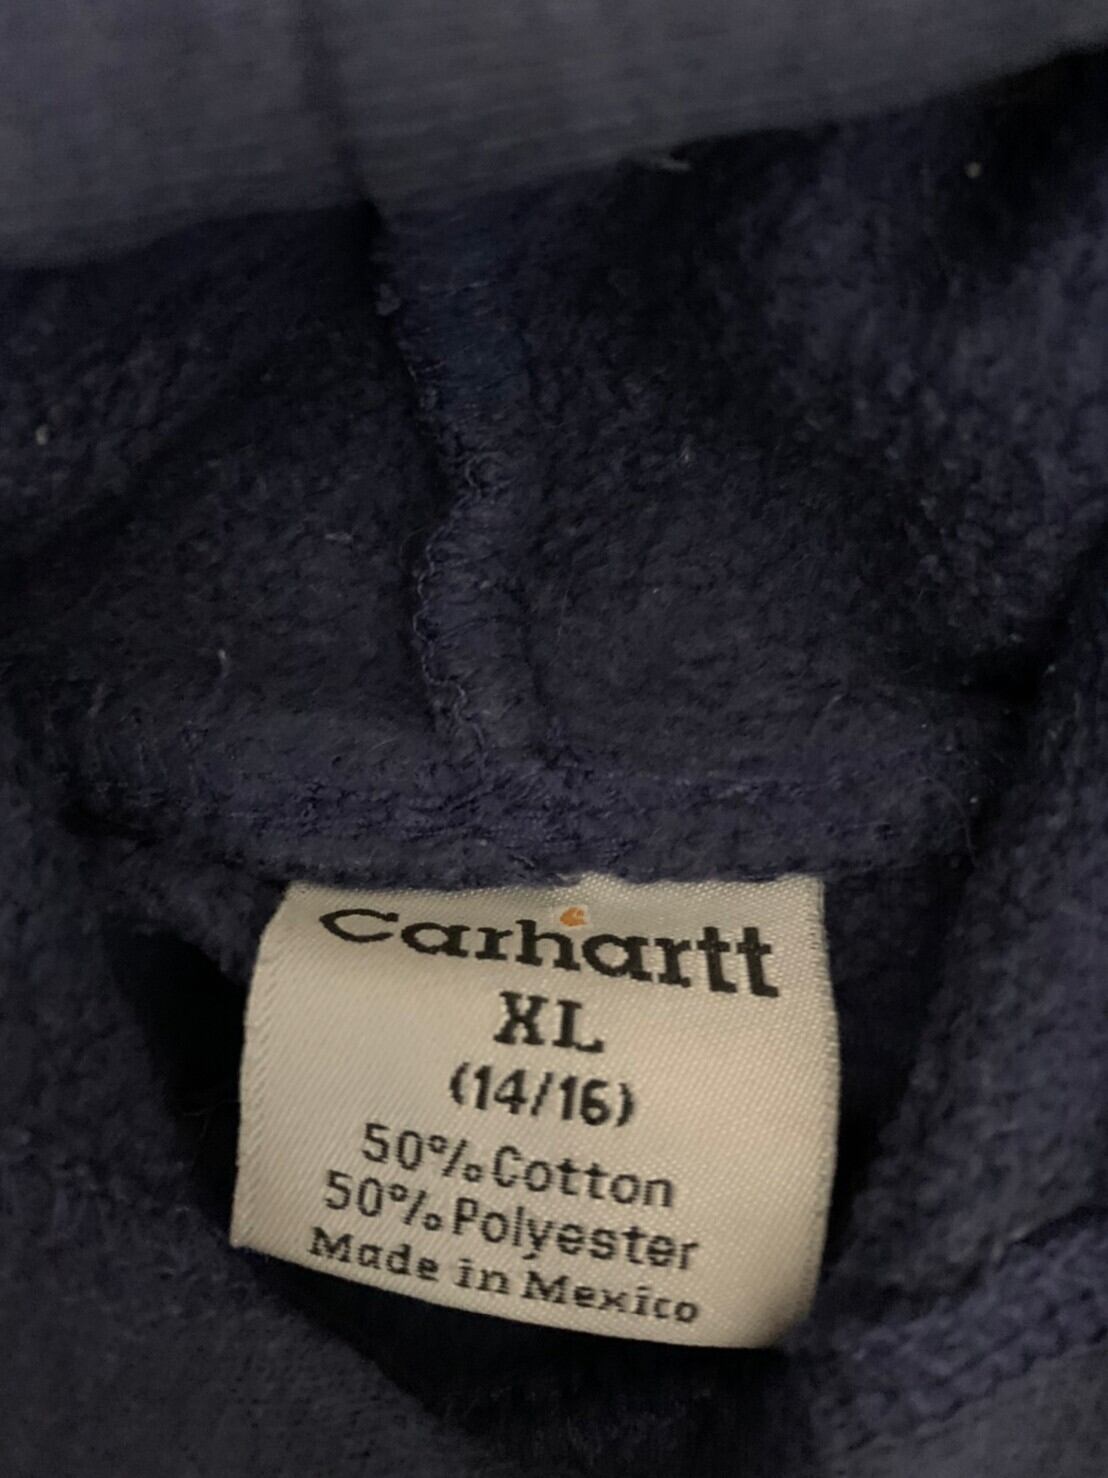 Carhartt
XL
(14/16)
50% Cotton
50% Polyester
Made in Mexico